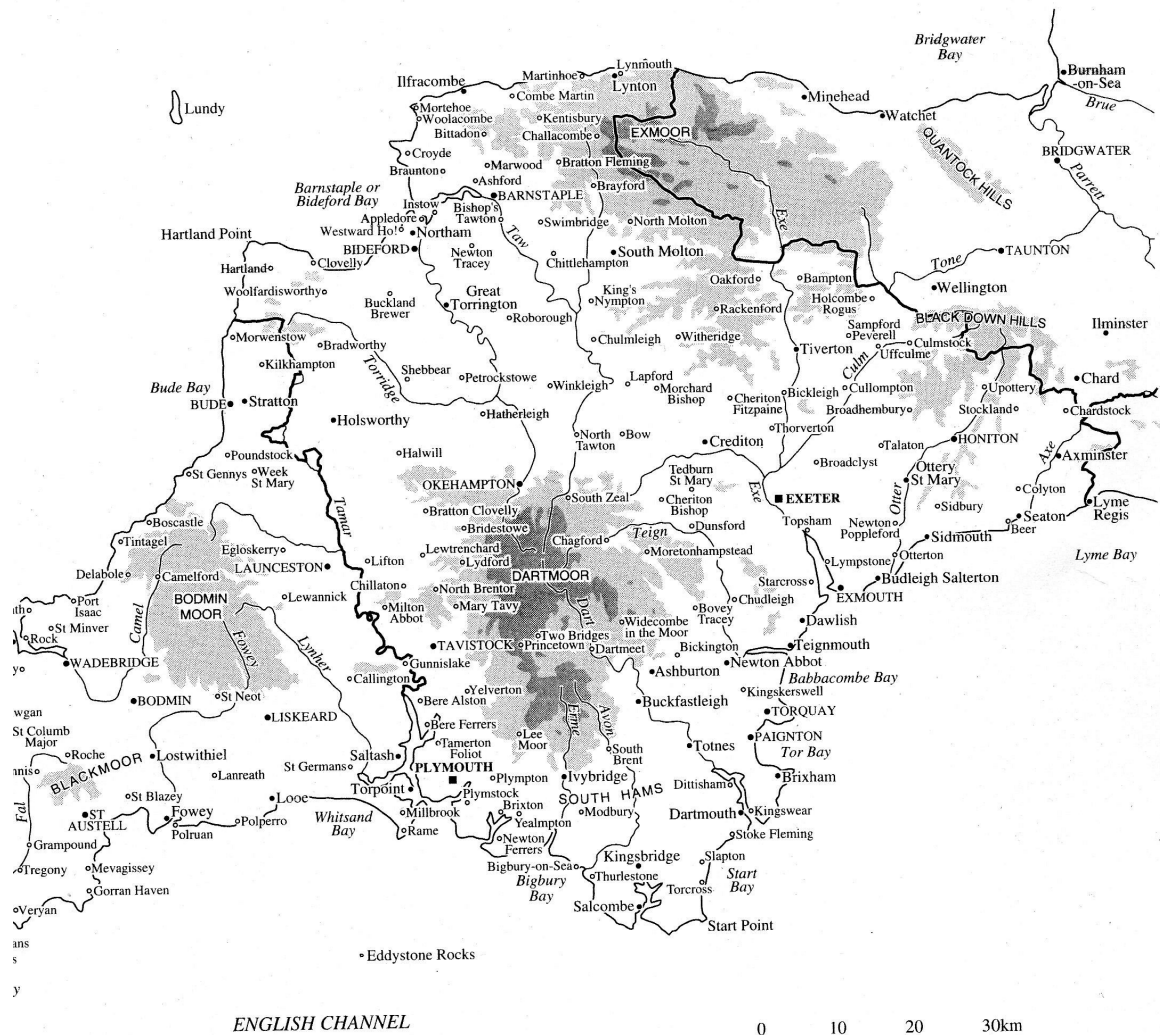 Bridgwater
Bay
Burnham
-on-Sea
Brue
Lundy
Ilfracombe
Martinhoe
Lynmouth
Lynton
Combe Martin
Minehead
Watchet
Mortehoe
Woolacombe
Kentisbury
Bittadon
Challacombe
EXMOOR
QUANTOCK HILLS
BRIDGWATER
Parrett
Croyde
Marwood
Bratton Fleming
Braunton
Ashford
Brayford
Barnstaple or
Bideford Bay
BARNSTAPLE
Instow
Bishop's
Tawton
Appledore
Westward Ho!
Northam
Taw
Swimbridge
North Molton
Exe
Hartland Point
BIDEFORD
Newton
Tracey
South Molton
Chittlehampton
TAUNTON
Tone
Hartland
Clovelly
Woolfardisworthy
Buckland
Brewer
Great
Torrington
Roborough
King's
Nympton
Oakford
Bampton
Rackenford
Holcombe
Rogus
Wellington
BLACK DOWN HILLS
Ilminster
Morwenstow
Bradworthy
Torridge
Chulmleigh
Witheridge
Sampford
Peverell
Tiverton
Culm
Uffculme
Culmstock
Kilkhampton
Shebbear
Petrockstowe
Winkleigh
Lapford
Morchard
Bishop
Cheriton
Fitzpaine
Bickleigh
Cullompton
Upottery
Chard
Bude Bay
BUDE
Stratton
Holsworthy
Hatherleigh
Broadhembury
Stockland
Chardstock
Thorverton
North
Tawton
Bow
Crediton
Talaton
HONITON
Axe
Axminster
Poundstock
Halwill
Broadclyst
St Gennys
Week
St Mary
Tamar
OKEHAMPTON
South Zeal
Tedburn
St Mary
Cheriton
Bishop
Exe
EXETER
Otter
Ottery
St Mary
Colyton
Sidbury
Lyme
Regis
Boscastle
Bratton Clovelly
Bridestowe
Chagford
Teign
Dunsford
Topsham
Newton
Poppleford
Seaton
Beer
Sidmouth
Lyme Bay
Tintagel
Egloskerry
Lewtrenchard
Lifton
Lydford
Moretonhampstead
Lympstone
Otterton
Delabole
Camelford
LAUNCESTON
Chillaton
DARTMOOR
Starcross
Budleigh Salterton
EXMOUTH
BODMIN
MOOR
Lewannick
North Brentor
Milton
Abbot
Mary Tavy
Dart
Chudleigh
Bovey
Tracey
Port
Isaac
St Minver
Rock
Camel
Fowey
Lynher
Widecombe
in the Moor
Dawlish
Two Bridges
Princetown
Dartmeet
TAVISTOCK
Bickington
Teignmouth
WADEBRIDGE
Gunnislake
Newton Abbot
Ashburton
Callington
Babbacombe Bay
BODMIN
St Neot
Yelverton
Bere Alston
Buckfastleigh
Kingskerswell
LISKEARD
Erme
Avon
TORQUAY
St Columb
Major
Bere Ferrers
Roche
Lostwithiel
Tamerton
Foliot
Lee
Moor
PAIGNTON
Tor Bay
Totnes
BLACKMOOR
Saltash
South
Brent
Lanreath
St Germans
PLYMOUTH
Plympton
Ivybridge
Dittisham
Brixham
St Blazey
Torpoint
SOUTH HAMS
Looe
Plymstock
Fal
ST
AUSTELL
Fowey
Whitsand
Bay
Millbrook
Brixton
Modbury
Dartmouth
Kingswear
Polruan
Polperro
Rame
Yealmpton
Grampound
Newton
Ferrers
Stoke Fleming
Tregony
Mevagissey
Bigbury-on-Sea
Kingsbridge
Slapton
Bigbury
Bay
Thurlestone
Torcross
Start
Bay
Gorran Haven
Salcombe
Veryan
Start Point
Eddystone Rocks
ENGLISH CHANNEL
0 10 20 30km